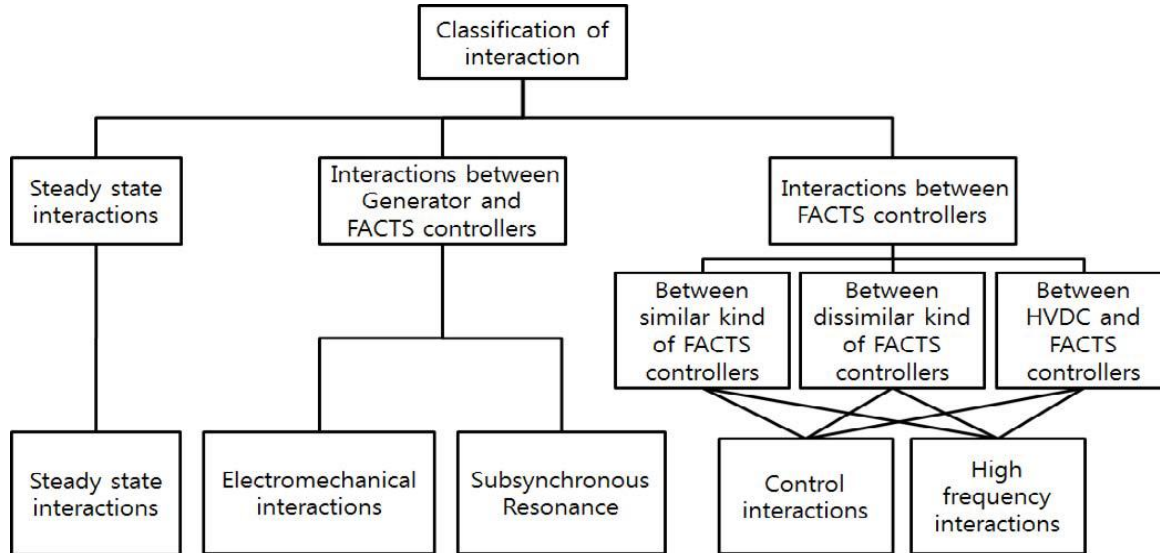 Classification of
interaction
Steady state
interactions
Interactions between
Generator and
FACTS controllers
Interactions between
FACTS controllers
Between
similar kind
of FACTS
controllers
Between
dissimilar kind
of FACTS
controllers
Between
HVDC and
FACTS
controllers
Steady state
interactions
Electromechanical
interactions
Subsynchronous
Resonance
Control
interactions
High
frequency
interactions